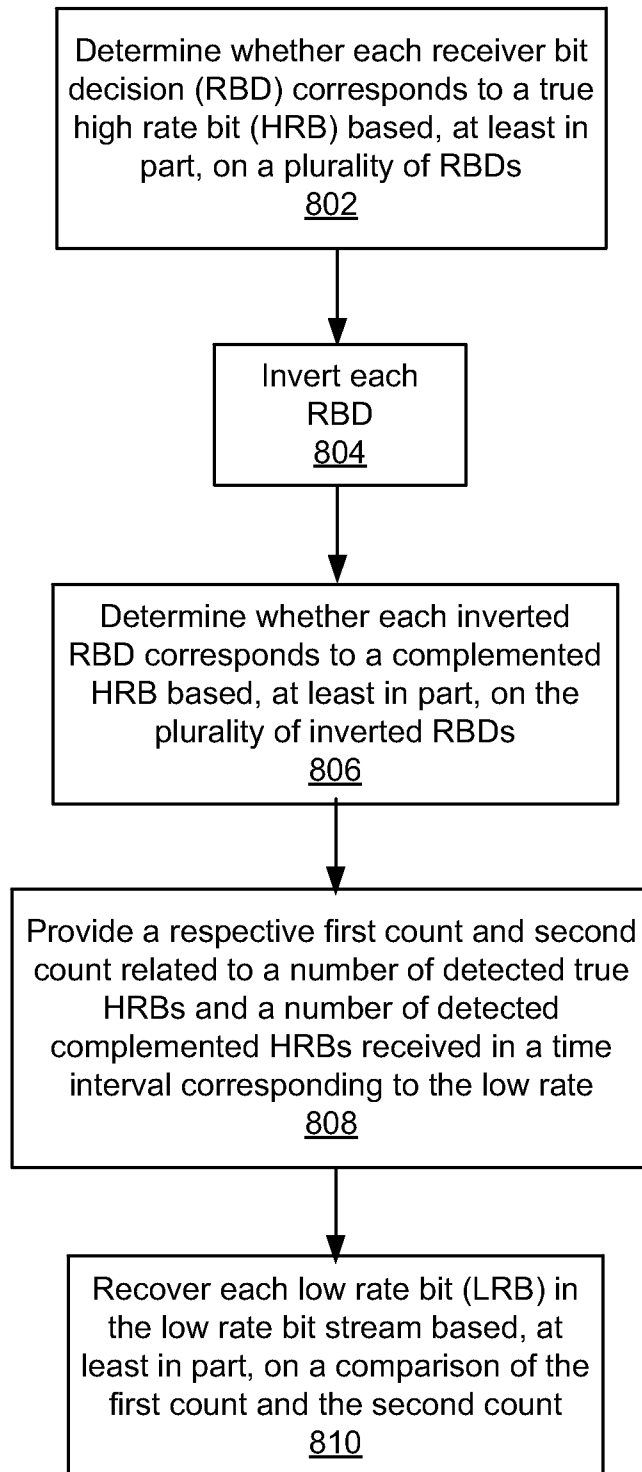 Determine whether each receiver bit
decision (RBD) corresponds to a true
high rate bit (HRB) based, at least in
part, on a plurality of RBDs
802
Invert each
RBD
804
Determine whether each inverted
RBD corresponds to a complemented
HRB based, at least in part, on the
plurality of inverted RBDs
806
Provide a respective first count and second
count related to a number of detected true
HRBs and a number of detected
complemented HRBs received in a time
interval corresponding to the low rate
808
Recover each low rate bit (LRB) in
the low rate bit stream based, at
least in part, on a comparison of the
first count and the second count
810